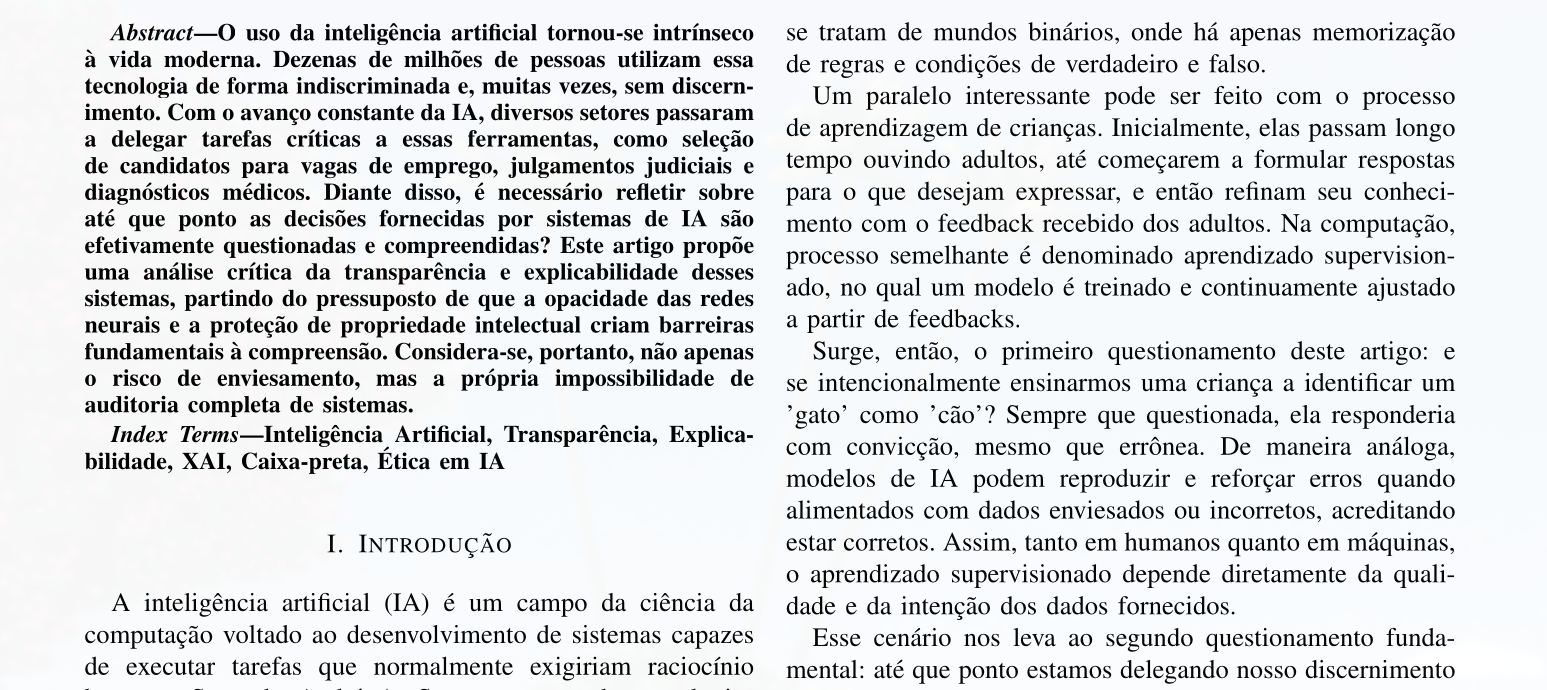 Abstract—O uso da inteligência artificial tornou-se intrínseco
à vida moderna. Dezenas de milhões de pessoas utilizam essa
tecnologia de forma indiscriminada e, muitas vezes, sem discern-
imento. Com o avanço constante da IA, diversos setores passaram
a delegar tarefas críticas a essas ferramentas, como seleção
de candidatos para vagas de emprego, julgamentos judiciais e
diagnósticos médicos. Diante disso, é necessário refletir sobre
até que ponto as decisões fornecidas por sistemas de IA são
efetivamente questionadas e compreendidas? Este artigo propõe
uma análise crítica da transparência e explicabilidade desses
sistemas, partindo do pressuposto de que a opacidade das redes
neurais e a proteção de propriedade intelectual criam barreiras
fundamentais à compreensão. Considera-se, portanto, não apenas
o risco de enviesamento, mas a própria impossibilidade de
auditoria completa de sistemas.
Index Terms—Inteligência Artificial, Transparência, Explica-
bilidade, XAI, Caixa-preta, Ética em IA
I. INTRODUÇÃO
A inteligência artificial (IA) é um campo da ciência da
computação voltado ao desenvolvimento de sistemas capazes
de executar tarefas que normalmente exigiriam raciocínio
se tratam de mundos binários, onde há apenas memorização
de regras e condições de verdadeiro e falso.
Um paralelo interessante pode ser feito com o processo
de aprendizagem de crianças. Inicialmente, elas passam longo
tempo ouvindo adultos, até começarem a formular respostas
para o que desejam expressar, e então refinam seu conheci-
mento com o feedback recebido dos adultos. Na computação,
processo semelhante é denominado aprendizado supervision-
ado, no qual um modelo é treinado e continuamente ajustado
a partir de feedbacks.
Surge, então, o primeiro questionamento deste artigo: e
se intencionalmente ensinarmos uma criança a identificar um
’gato’ como ’cão’? Sempre que questionada, ela responderia
com convicção, mesmo que errônea. De maneira análoga,
modelos de IA podem reproduzir e reforçar erros quando
alimentados com dados enviesados ou incorretos, acreditando
estar corretos. Assim, tanto em humanos quanto em máquinas,
o aprendizado supervisionado depende diretamente da quali-
dade e da intenção dos dados fornecidos.
Esse cenário nos leva ao segundo questionamento funda-
mental: até que ponto estamos delegando nosso discernimento